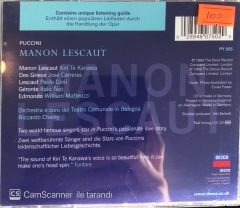 Contains unique listening guide
Enthält einen populären Leitfaden durch
die Handlung der Oper
100
PUCCINI
MANON LESCAUT
Manon Lescaut Kiri Te Kanawa
Des Grieux José Carreras
Lescaut Paolo Coni
Géronte Italo Tajo
Edmondo William Matteuzzi
Orchestra e coro del Teatro Comunale di Bologna
Riccardo Chailly
Two world-famous singers star in Puccini's passionate love story.
Zwei weltberühmte Sänger sind die Stars von Puccinis
leidenschaftlicher Liebesgeschichte.
"The sound of Kiri Te Kanawa's voice is so beautiful it can
make one's head spin." Fanfare
CS CamScanner ile tarandı
DECCA